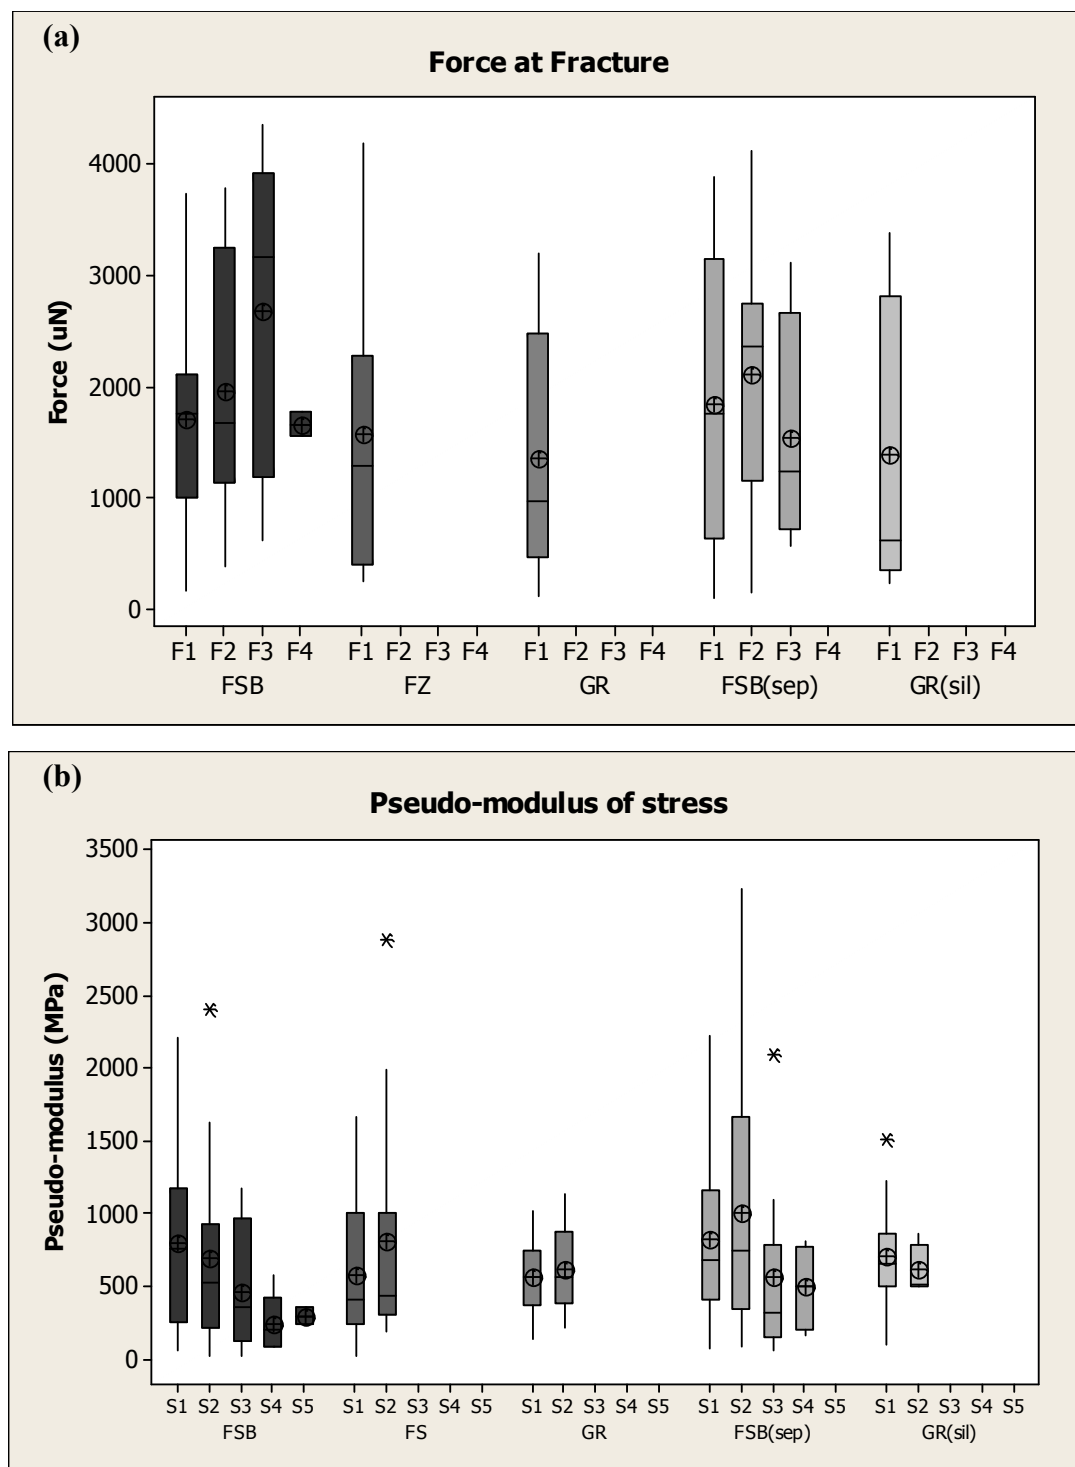 (a)
Force at Fracture
Force (uN)
4000
3000
2000
1000
0
F1 F2 F3 F4 F1 F2 F3 F4 F1 F2 F3 F4 F1 F2 F3 F4 F1 F2 F3 F4
FSB FZ GR FSB(sep) GR(sil)
(b)
Pseudo-modulus of stress
Pseudo-modulus (MPa)
3500
3000
2500
2000
1500
1000
500
0
S1 S2 S3 S4 S5 S1 S2 S3 S4 S5 S1 S2 S3 S4 S5 S1 S2 S3 S4 S5 S1 S2 S3 S4 S5
FSB FS GR FSB(sep) GR(sil)